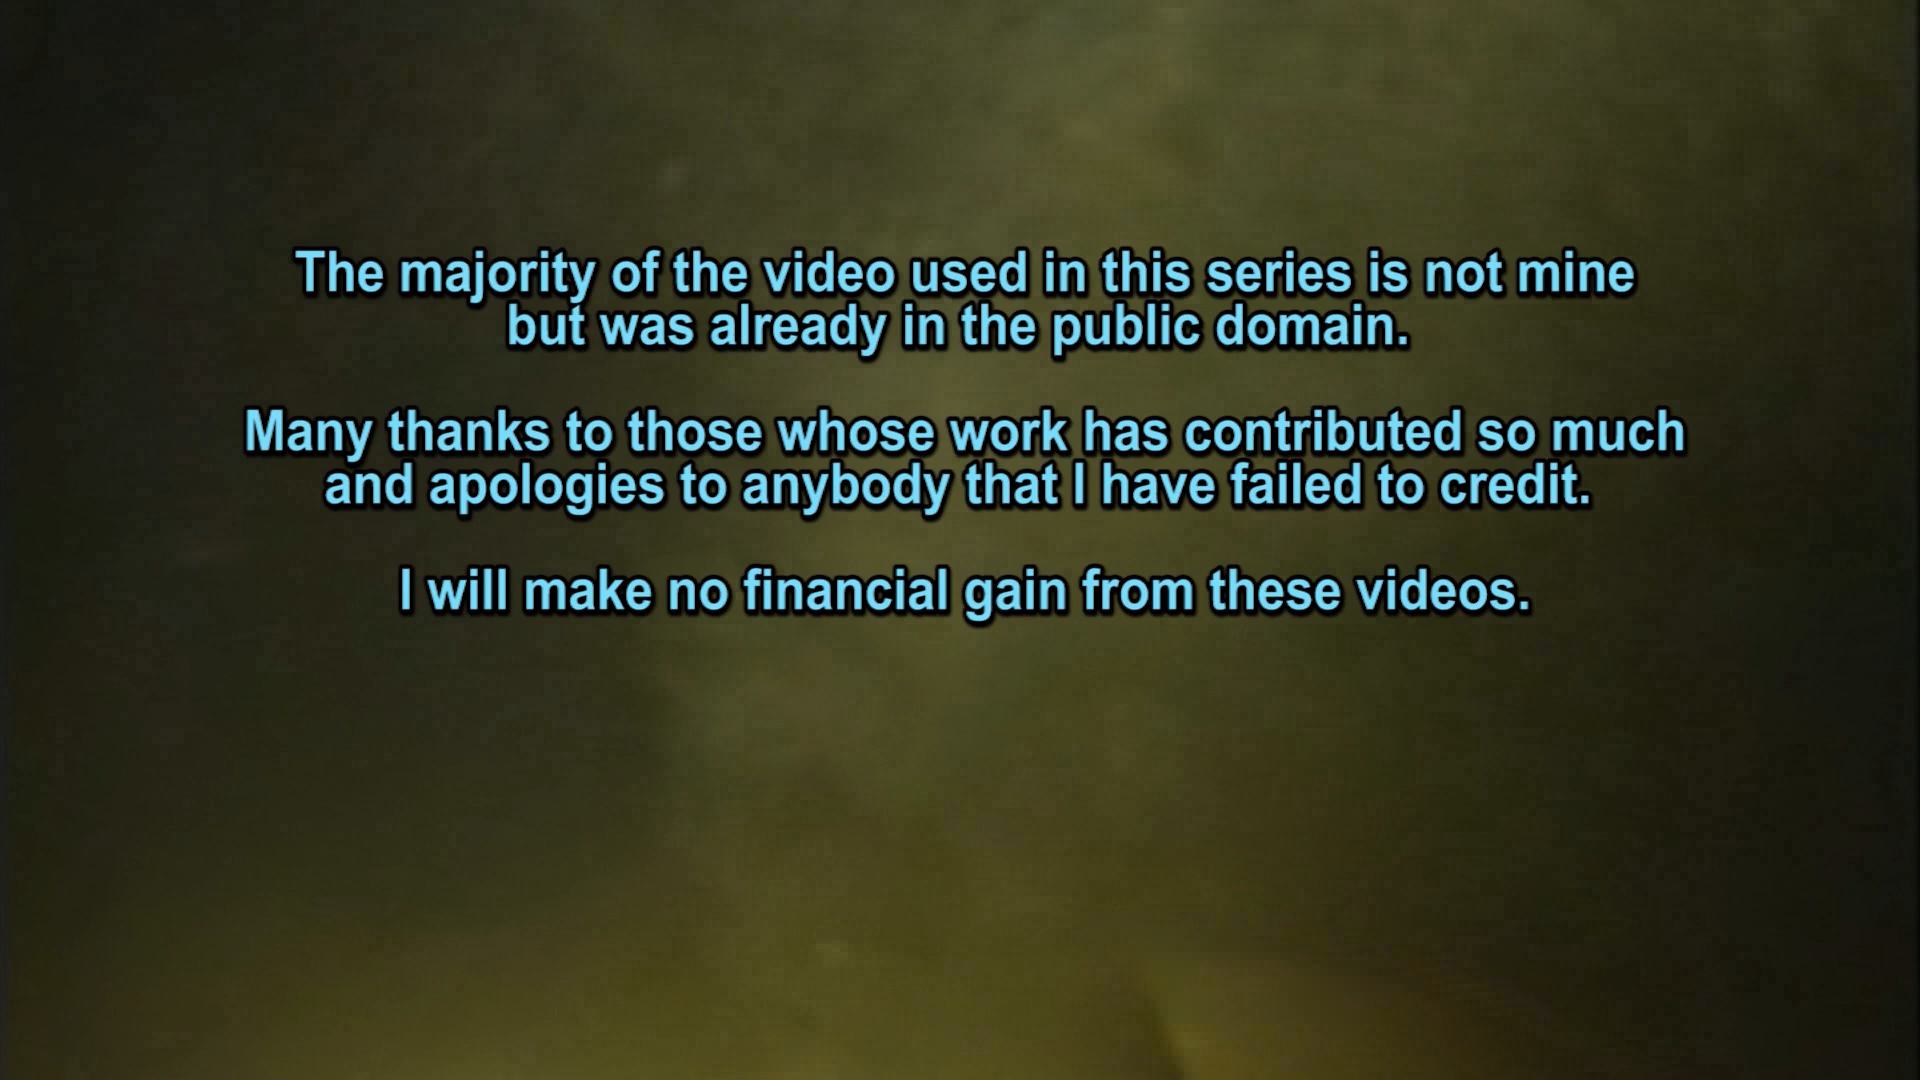 The majority of the video used in this series is not mine
but was already in the public domain.
Many thanks to those whose work has contributed so much
and apologies to anybody that I have failed to credit.
I will make no financial gain from these videos.